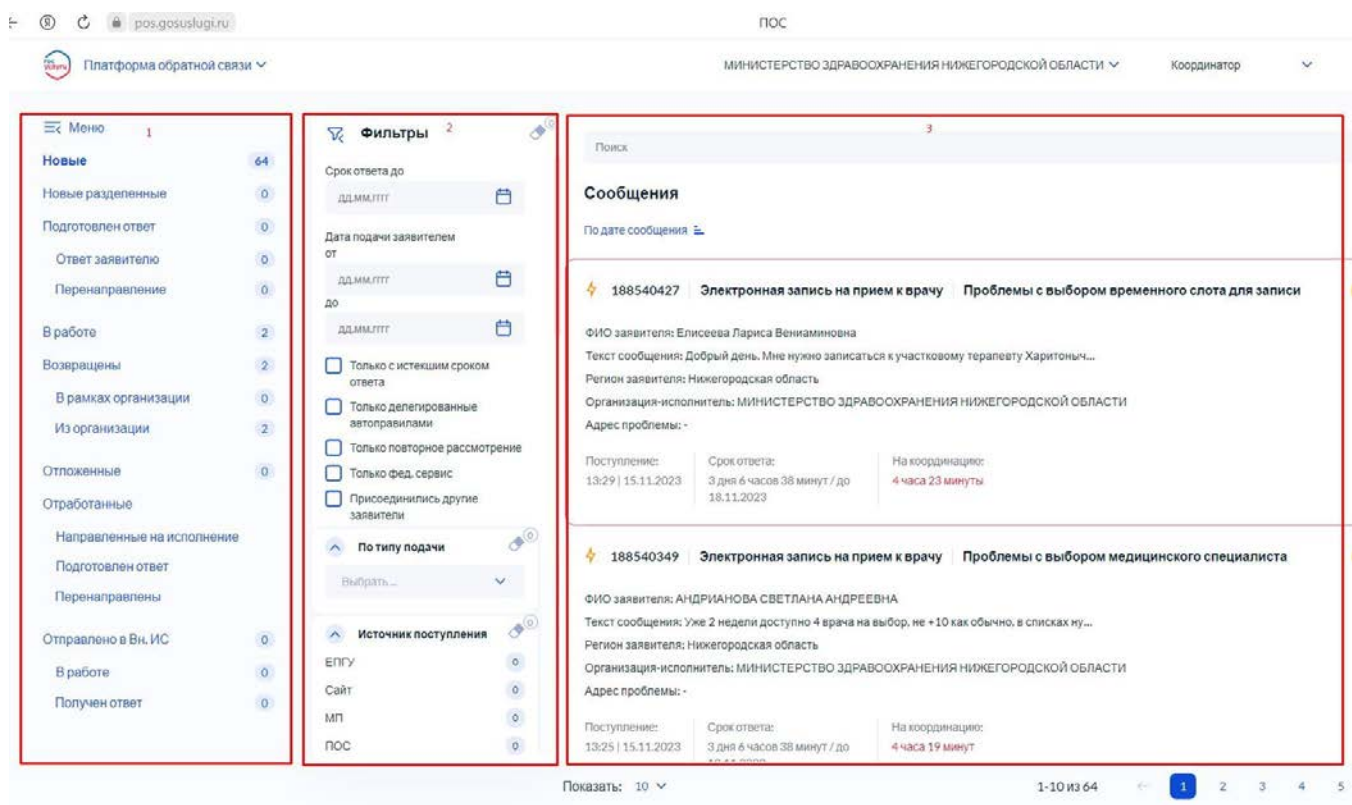 pos.gosuslugi.ru
ПОС
Платформа обратной связи
МИНИСТЕРСТВО ЗДРАВООХРАНЕНИЯ НИЖЕГОРОДСКОЙ ОБЛАСТИ
Координатор
Меню
1
Новые 64
Новые разделенные 0
Подготовлен ответ 0
Ответ заявителю 0
Перенаправление 0
В работе 2
Возвращены 2
В рамках организации 0
Из организации 2
Отложенные 0
Отработанные
Направленные на исполнение
Подготовлен ответ
Перенаправлены
Отправлено в Вн. ИС 0
В работе 0
Получен ответ 0
Фильтры 2 0
Срок ответа до
дд.мм.гггг
Дата подачи заявителем
от
дд.мм.гггг
до
дд.мм.гггг
Только с истекшим сроком
ответа
Только делегированные
автоправилами
Только повторное рассмотрение
Только фед. сервис
Присоединились другие
заявители
По типу подачи 0
Выбрать ...
Источник поступления 0
ЕПГУ 0
Сайт 0
МП 0
ПОС 0
3
Поиск
Сообщения
По дате сообщения
188540427 Электронная запись на прием к врачу Проблемы с выбором временного слота для записи
ФИО заявителя: Елисеева Лариса Вениаминовна
Текст сообщения: Добрый день. Мне нужно записаться к участковому терапевту Харитоныч...
Регион заявителя: Нижегородская область
Организация-исполнитель: МИНИСТЕРСТВО ЗДРАВООХРАНЕНИЯ НИЖЕГОРОДСКОЙ ОБЛАСТИ
Адрес проблемы: -
Поступление: Срок ответа: На координацию:
13:29 | 15.11.2023 3 дня 6 часов 38 минут / до 4 часа 23 минуты
18.11.2023
188540349 Электронная запись на прием к врачу Проблемы с выбором медицинского специалиста
ФИО заявителя: АНДРИАНОВА СВЕТЛАНА АНДРЕЕВНА
Текст сообщения: Уже 2 недели доступно 4 врача на выбор, не +10 как обычно, в списках ну...
Регион заявителя: Нижегородская область
Организация-исполнитель: МИНИСТЕРСТВО ЗДРАВООХРАНЕНИЯ НИЖЕГОРОДСКОЙ ОБЛАСТИ
Адрес проблемы: -
Поступление: Срок ответа: На координацию:
13:25 | 15.11.2023 3 дня 6 часов 38 минут / до 4 часа 19 минут
Показать: 10
1-10 из 64 1 2 3 4 5